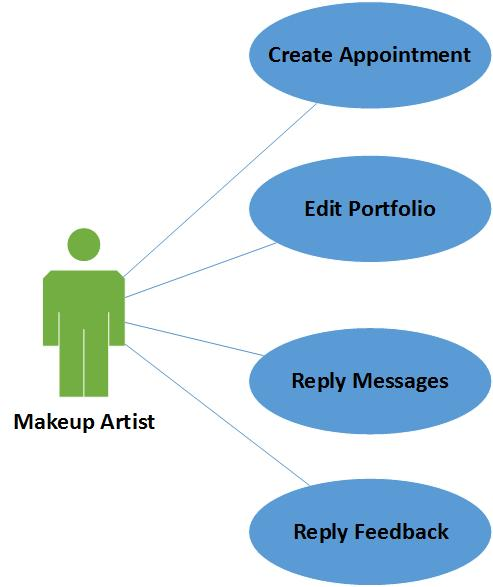 Create Appointment
Edit Portfolio
Reply Messages
Makeup Artist
Reply Feedback